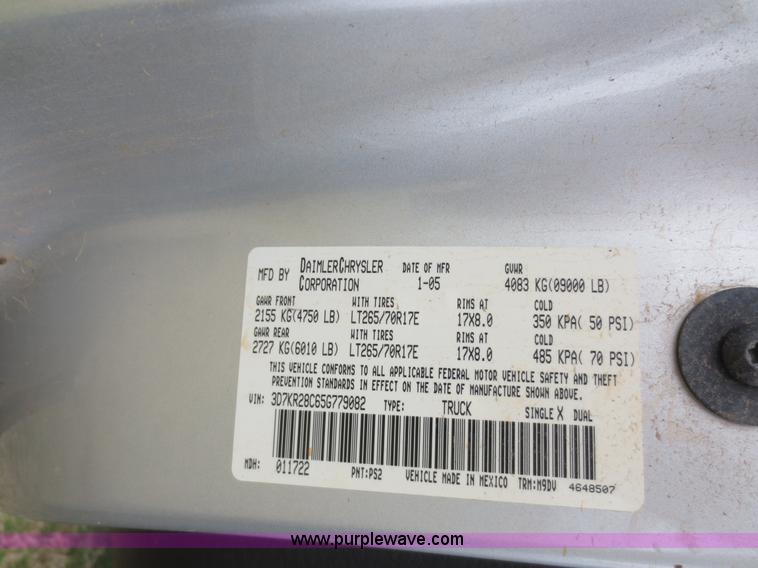 MFD BY DAIMLERCHRYSLER CORPORATION DATE OF MFR 1-05 GVWR 4083 KG(09000 LB)
GAWR FRONT WITH TIRES RIMS AT COLD
2155 KG(4750 LB) LT265/70R17E 17X8.0 350 KPA( 50 PSI)
GAWR REAR WITH TIRES RIMS AT COLD
2727 KG(6010 LB) LT265/70R17E 17X8.0 485 KPA( 70 PSI)
THIS VEHICLE CONFORMS TO ALL APPLICABLE FEDERAL MOTOR VEHICLE SAFETY AND THEFT
PREVENTION STANDARDS IN EFFECT ON THE DATE OF MANUFACTURE SHOWN ABOVE.
VIN: 3D7KR28C65G779082 TYPE: TRUCK SINGLE X DUAL
MDH: 011722 PNT:PS2 VEHICLE MADE IN MEXICO TRM:M9DV 4648507
www.purplewave.com